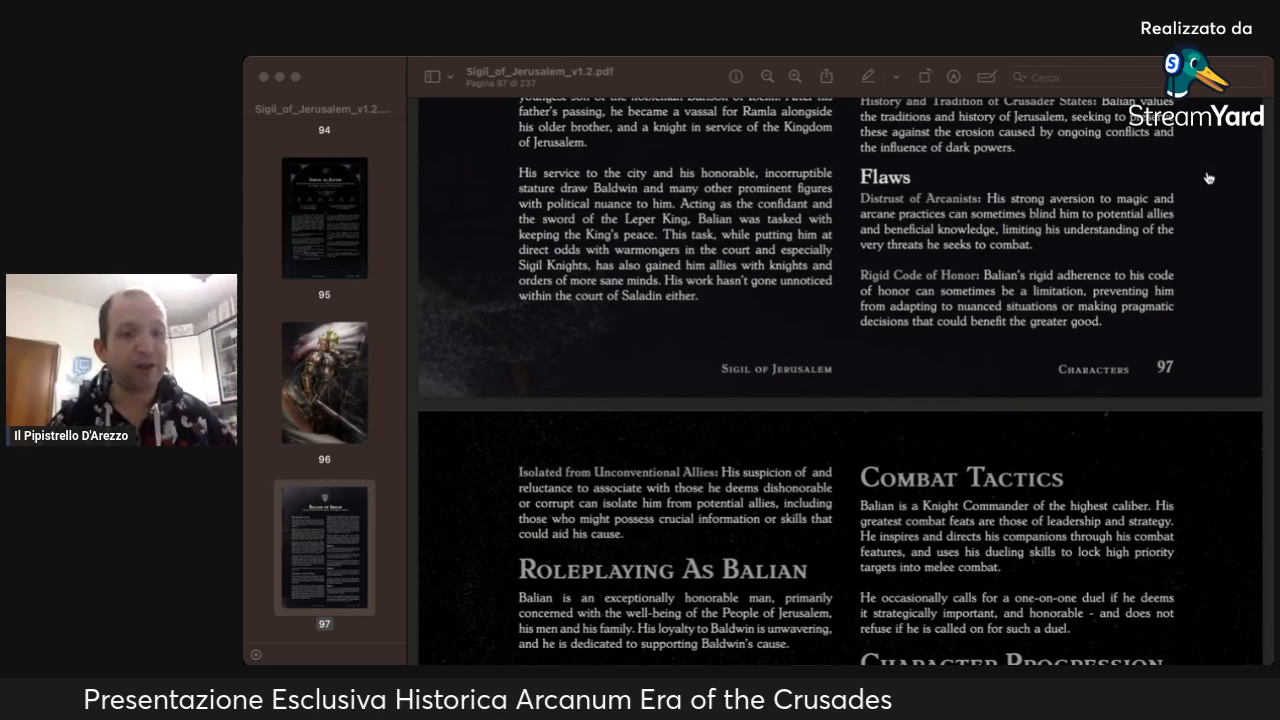 Realizzato da
StreamYard
Sigil_of_Jerusalem_v1.2.pdf
Pagina 97 di 237
Cerca
Sigil_of_Jerusalem_v1.2....
94
95
96
97
youngest son of the nobleman Barison of Ibelin. After his
father's passing, he became a vassal for Ramla alongside
his older brother, and a knight in service of the Kingdom
of Jerusalem.
His service to the city and his honorable, incorruptible
stature draw Baldwin and many other prominent figures
with political nuance to him. Acting as the confidant and
the sword of the Leper King, Balian was tasked with
keeping the King's peace. This task, while putting him at
direct odds with warmongers in the court and especially
Sigil Knights, has also gained him allies with knights and
orders of more sane minds. His work hasn't gone unnoticed
within the court of Saladin either.
History and Tradition of Crusader States: Balian values
the traditions and history of Jerusalem, seeking to preserve
these against the erosion caused by ongoing conflicts and
the influence of dark powers.
Flaws
Distrust of Arcanists: His strong aversion to magic and
arcane practices can sometimes blind him to potential allies
and beneficial knowledge, limiting his understanding of the
very threats he seeks to combat.
Rigid Code of Honor: Balian's rigid adherence to his code
of honor can sometimes be a limitation, preventing him
from adapting to nuanced situations or making pragmatic
decisions that could benefit the greater good.
Sigil of Jerusalem
Characters 97
Isolated from Unconventional Allies: His suspicion of and
reluctance to associate with those he deems dishonorable
or corrupt can isolate him from potential allies, including
those who might possess crucial information or skills that
could aid his cause.
Roleplaying As Balian
Balian is an exceptionally honorable man, primarily
concerned with the well-being of the People of Jerusalem,
his men and his family. His loyalty to Baldwin is unwavering,
and he is dedicated to supporting Baldwin's cause.
Combat Tactics
Balian is a Knight Commander of the highest caliber. His
greatest combat feats are those of leadership and strategy.
He inspires and directs his companions through his combat
features, and uses his dueling skills to lock high priority
targets into melee combat.
He occasionally calls for a one-on-one duel if he deems
it strategically important, and honorable - and does not
refuse if he is called on for such a duel.
Character Progression
Il Pipistrello D'Arezzo
Presentazione Esclusiva Historica Arcanum Era of the Crusades